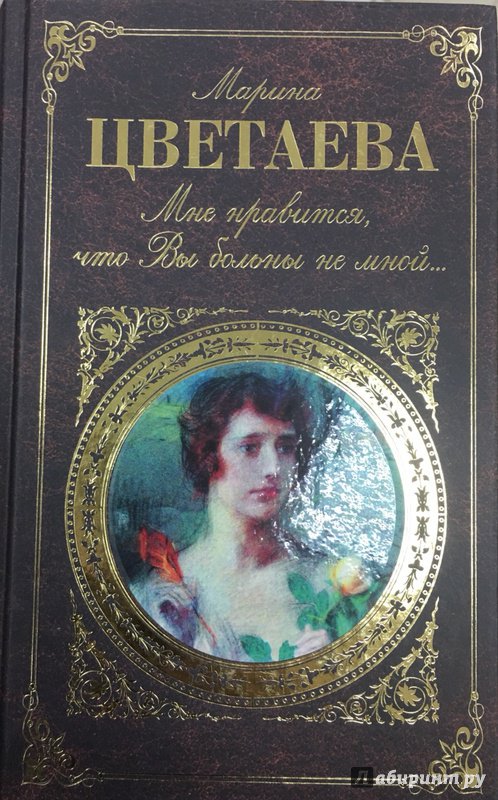 Марина
ЦВЕТАЕВА
Мне нравится,
что Вы больны не мной...
Лабиринт.ру